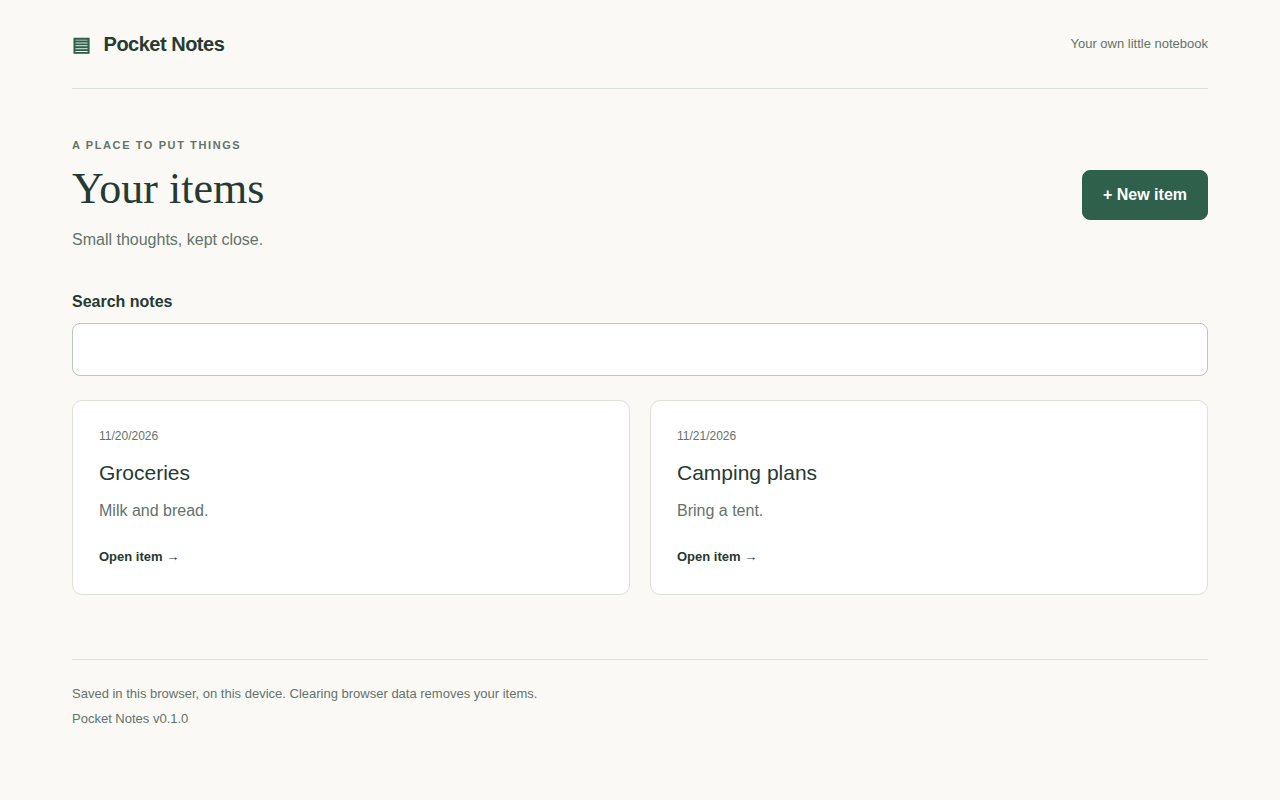 Pocket Notes
Your own little notebook
A PLACE TO PUT THINGS
Your items
+ New item
Small thoughts, kept close.
Search notes
11/20/2026
Groceries
Milk and bread.
Open item →
11/21/2026
Camping plans
Bring a tent.
Open item →
Saved in this browser, on this device. Clearing browser data removes your items.
Pocket Notes v0.1.0